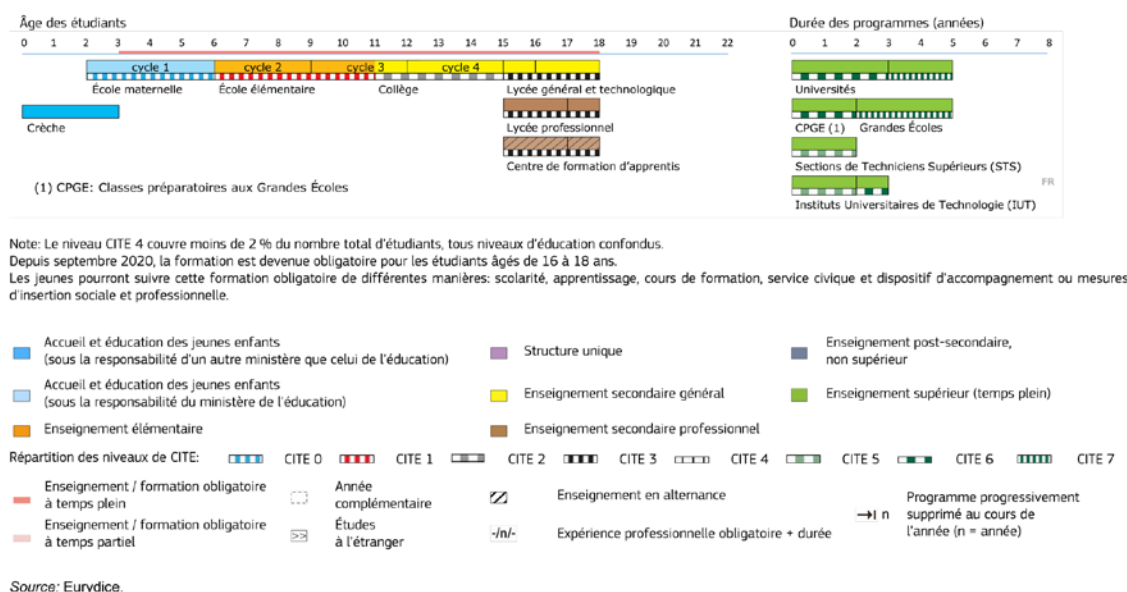 Âge des étudiants
Durée des programmes (années)
0 1 2 3 4 5 6 7 8 9 10 11 12 13 14 15 16 17 18 19 20 21 22
0 1 2 3 4 5 6 7 8
cycle 1 cycle 2 cycle 3 cycle 4
École maternelle École élémentaire Collège Lycée général et technologique
Universités
Crèche
Lycée professionnel
CPGE (1) Grandes Écoles
Centre de formation d'apprentis
Sections de Techniciens Supérieurs (STS)
(1) CPGE: Classes préparatoires aux Grandes Écoles
FR
Instituts Universitaires de Technologie (IUT)
Note: Le niveau CITE 4 couvre moins de 2 % du nombre total d'étudiants, tous niveaux d'éducation confondus.
Depuis septembre 2020, la formation est devenue obligatoire pour les étudiants âgés de 16 à 18 ans.
Les jeunes pourront suivre cette formation obligatoire de différentes manières: scolarité, apprentissage, cours de formation, service civique et dispositif d'accompagnement ou mesures
d'insertion sociale et professionnelle.
Accueil et éducation des jeunes enfants
(sous la responsabilité d'un autre ministère que celui de l'éducation)
Structure unique
Enseignement post-secondaire,
non supérieur
Accueil et éducation des jeunes enfants
(sous la responsabilité du ministère de l'éducation)
Enseignement secondaire général
Enseignement supérieur (temps plein)
Enseignement élémentaire
Enseignement secondaire professionnel
Répartition des niveaux de CITE: CITE 0 CITE 1 CITE 2 CITE 3 CITE 4 CITE 5 CITE 6 CITE 7
Enseignement / formation obligatoire
à temps plein
Année
complémentaire
Enseignement en alternance
Programme progressivement
supprimé au cours de
l'année (n = année)
n
Enseignement / formation obligatoire
à temps partiel
>>
Études
à l'étranger
-/n/-
Expérience professionnelle obligatoire + durée
Source: Eurydice.